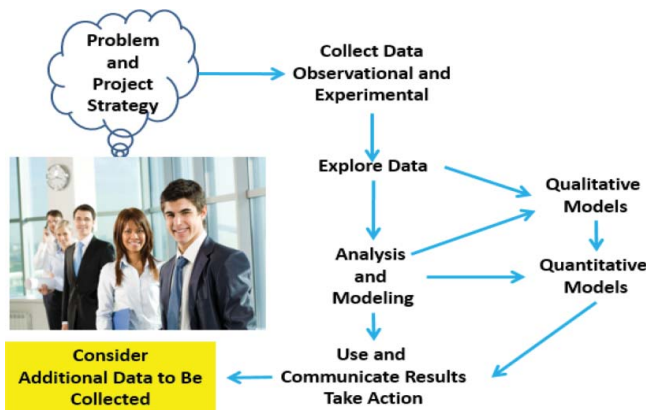 Problem
and
Project
Strategy
Collect Data
Observational and
Experimental
Explore Data
Qualitative
Models
Analysis
and
Modeling
Quantitative
Models
Use and
Communicate Results
Take Action
Consider
Additional Data to Be
Collected